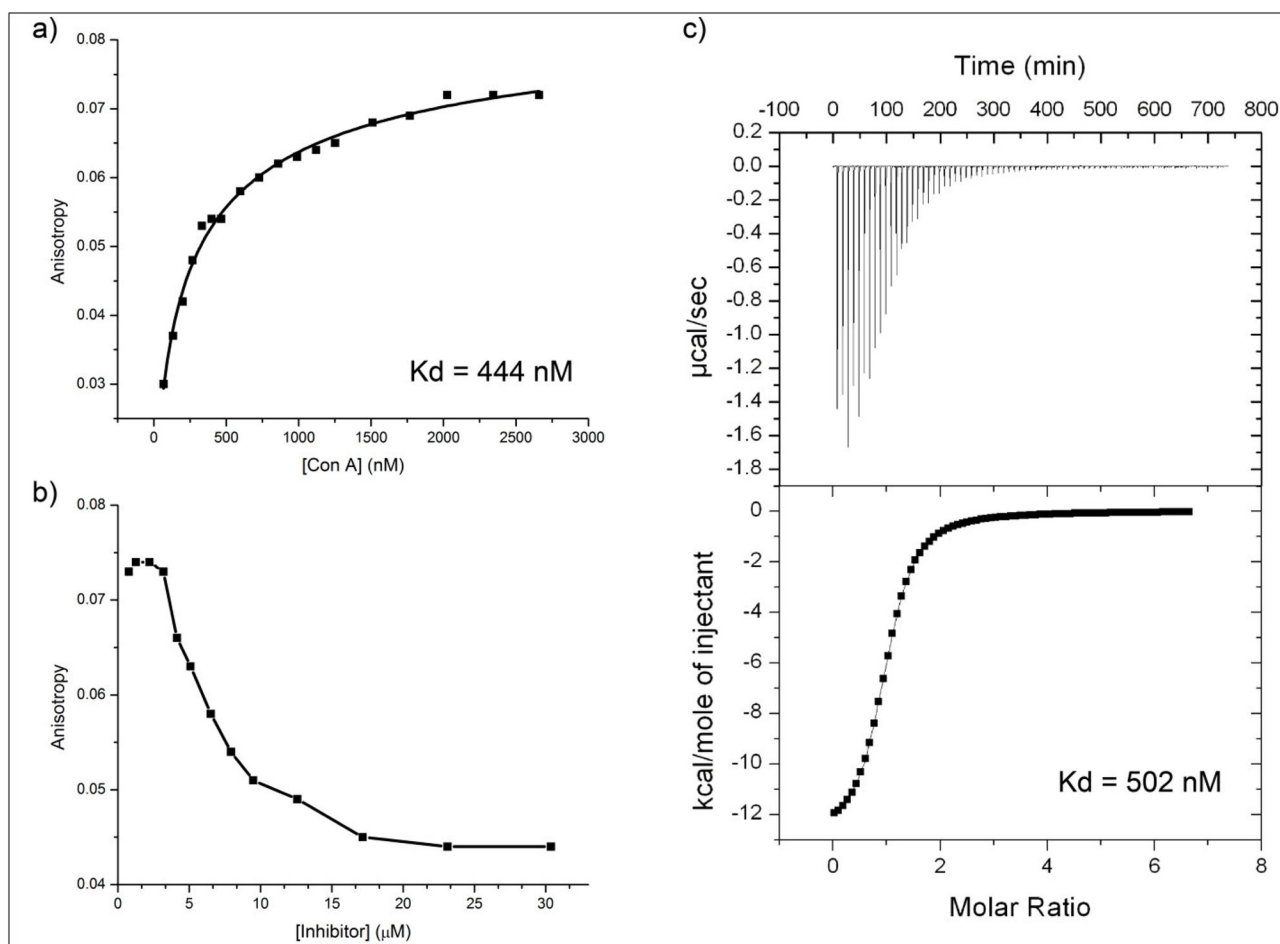 a)
0.08
0.07
0.06
0.05
0.04
0.03
Anisotropy
Kd = 444 nM
0 500 1000 1500 2000 2500 3000
[Con A] (nM)
b)
0.08
0.07
0.06
0.05
0.04
Anisotropy
0 5 10 15 20 25 30
[Inhibitor] (μM)
c)
Time (min)
-100 0 100 200 300 400 500 600 700 800
0.2
0.0
-0.2
-0.4
-0.6
-0.8
-1.0
-1.2
-1.4
-1.6
-1.8
μcal/sec
0
-2
-4
-6
-8
-10
-12
kcal/mole of injectant
Kd = 502 nM
0 2 4 6 8
Molar Ratio